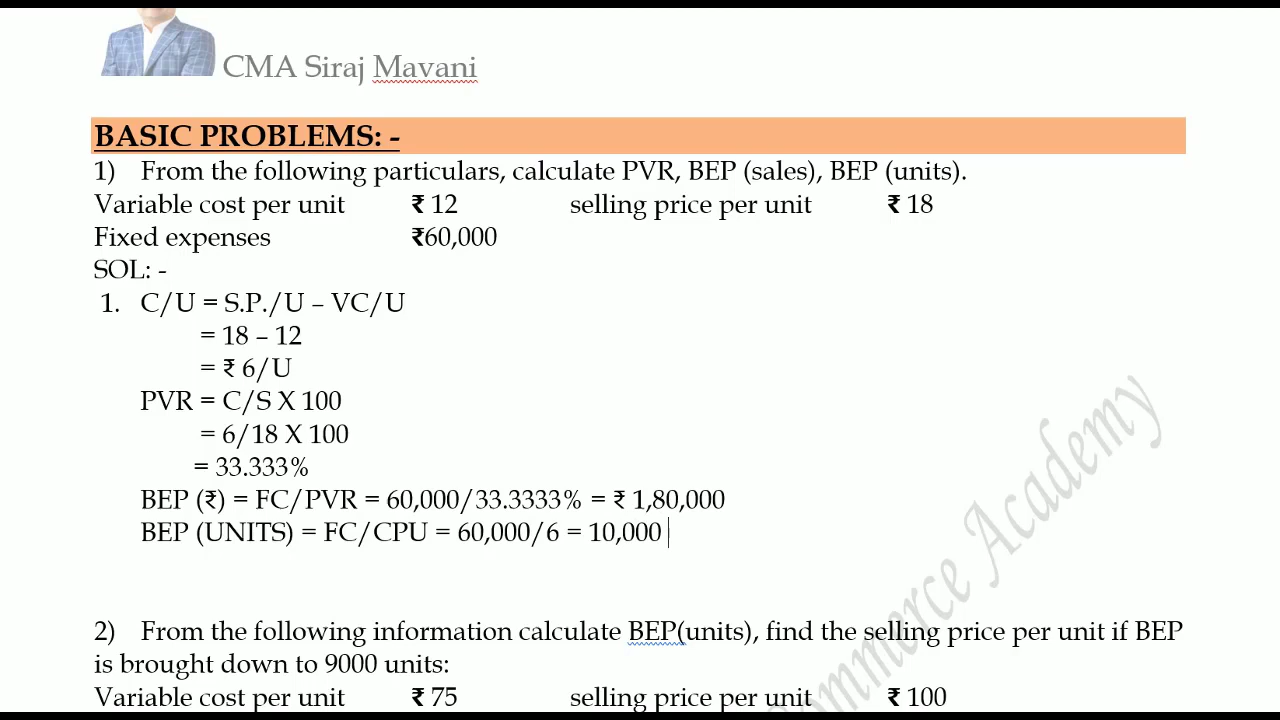 CMA Siraj Mavani
BASIC PROBLEMS: -
1) From the following particulars, calculate PVR, BEP (sales), BEP (units).
Variable cost per unit ₹ 12 selling price per unit ₹ 18
Fixed expenses ₹60,000
SOL: -
1. C/U = S.P./U – VC/U
= 18 – 12
= ₹ 6/U
PVR = C/S X 100
= 6/18 X 100
= 33.333%
BEP (₹) = FC/PVR = 60,000/33.3333% = ₹ 1,80,000
BEP (UNITS) = FC/CPU = 60,000/6 = 10,000
2) From the following information calculate BEP(units), find the selling price per unit if BEP
is brought down to 9000 units:
Variable cost per unit ₹ 75 selling price per unit ₹ 100
Academy